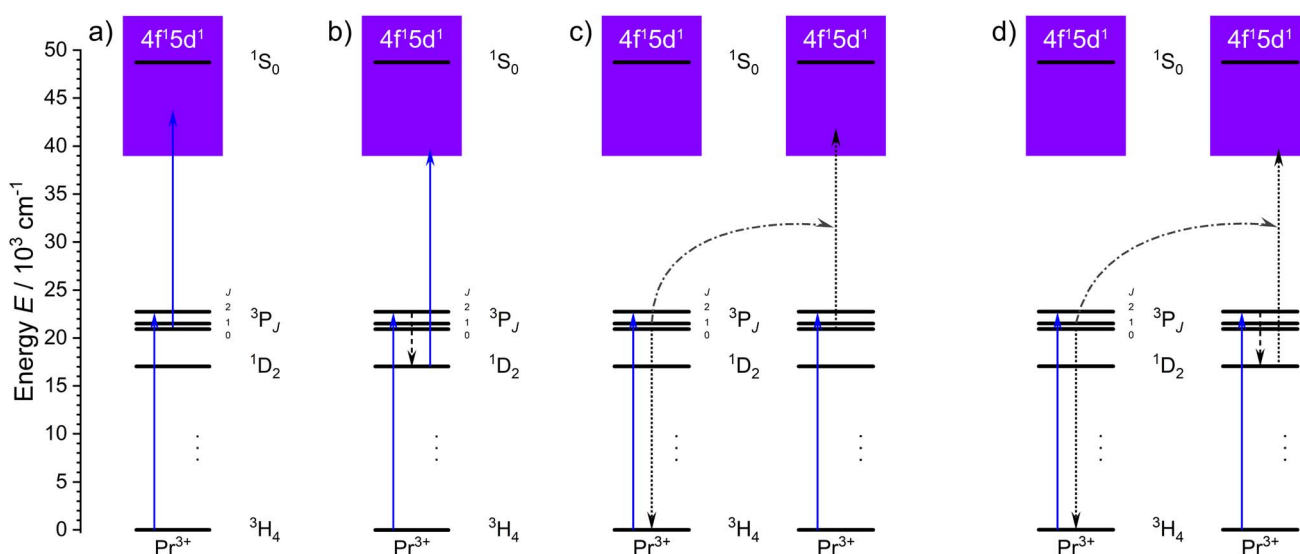 a) 4f¹5d¹ b) 4f¹5d¹ c) 4f¹5d¹ 4f¹5d¹ d) 4f¹5d¹ 4f¹5d¹
50
¹S₀ ¹S₀ ¹S₀ ¹S₀
45
40
35
30
25
J J J J
2 2 2 2
³P_J ³P_J ³P_J ³P_J
1 1 1 1
0 0 0 0
20
¹D₂ ¹D₂ ¹D₂ ¹D₂
15
10
5
0
³H₄ ³H₄ ³H₄ ³H₄
Pr³⁺ Pr³⁺ Pr³⁺ Pr³⁺ Pr³⁺ Pr³⁺
Energy E / 10³ cm⁻¹